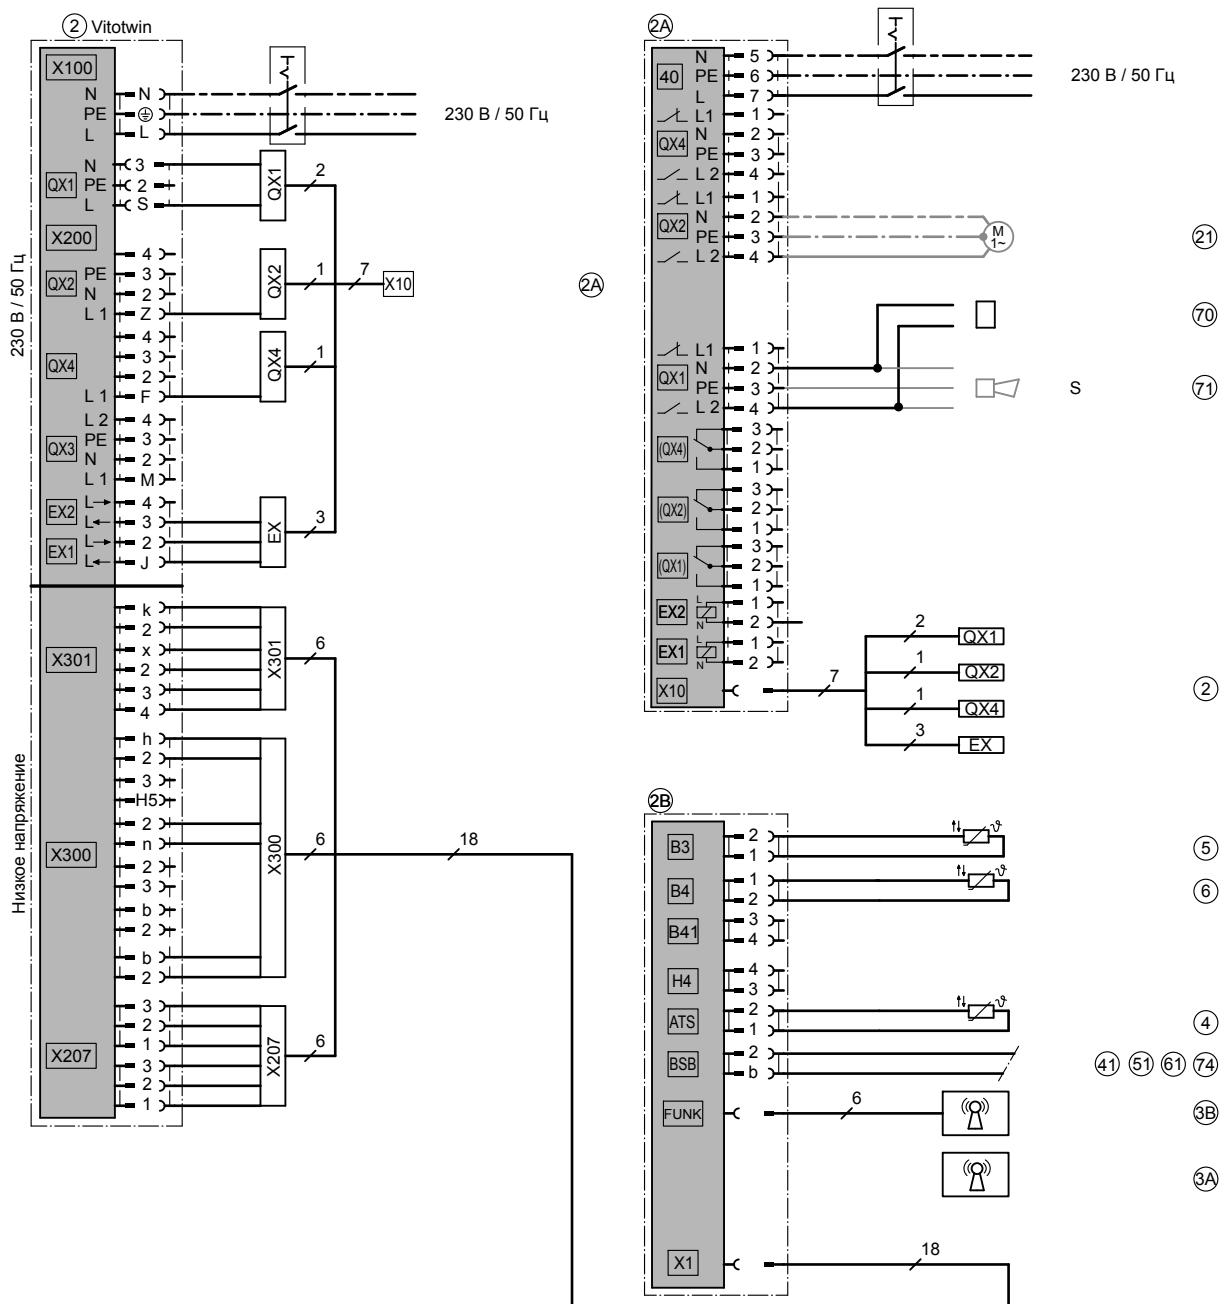 2 Vitotwin
X100
N N
PE
L L
230 В / 50 Гц
N 3
QX1 PE 2
L S
QX1 2
X200
4
PE 3
QX2 N 2
L 1 Z
QX2 1 7 X10
2A
4
3
QX4 2
L 1 F
QX4 1
L 2 4
PE 3
QX3 N 2
L 1 M
EX2 L 4
L 3
EX1 L 2
L J
EX 3
230 В / 50 Гц
k
2
X301 x
2
3
4
X301 6
h
2
3
H5
2
X300 n
2
3
b
2
b
2
X300 6 18
3
2
X207 1
3
2
1
X207 6
Низкое напряжение
2A
N 5
40 PE 6
L 7
230 В / 50 Гц
L1 1
QX4 N 2
PE 3
L 2 4
L1 1
QX2 N 2
PE 3
L 2 4
M
1~
21
70
L1 1
QX1 N 2
PE 3
L 2 4
S 71
3
(QX4) 2
1
3
(QX2) 2
1
3
(QX1) 2
1
EX2 L 1
N 2
EX1 L 1
N 2
X10 7
2 QX1
1 QX2
1 QX4
3 EX
2
2B
B3 2
1
ϑ 5
B4 1
2
ϑ 6
B41 3
4
H4 4
3
ATS 2
1
ϑ 4
BSB 2
b
41 51 61 74
FUNK 6 3B
3A
X1 18